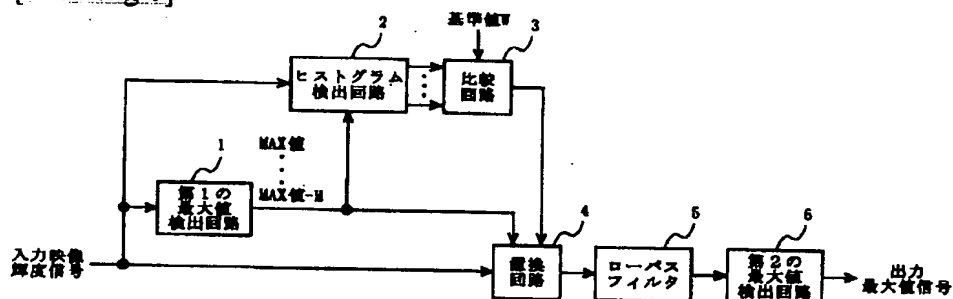 2
基準値W
3
ヒストグラム
検出回路
比較
回路
1
MAX値
MAX値-M
第1の
最大値
検出回路
4
5
6
入力映像
輝度信号
置換
回路
ローパス
フィルタ
第2の
最大値
検出回路
出力
最大値信号